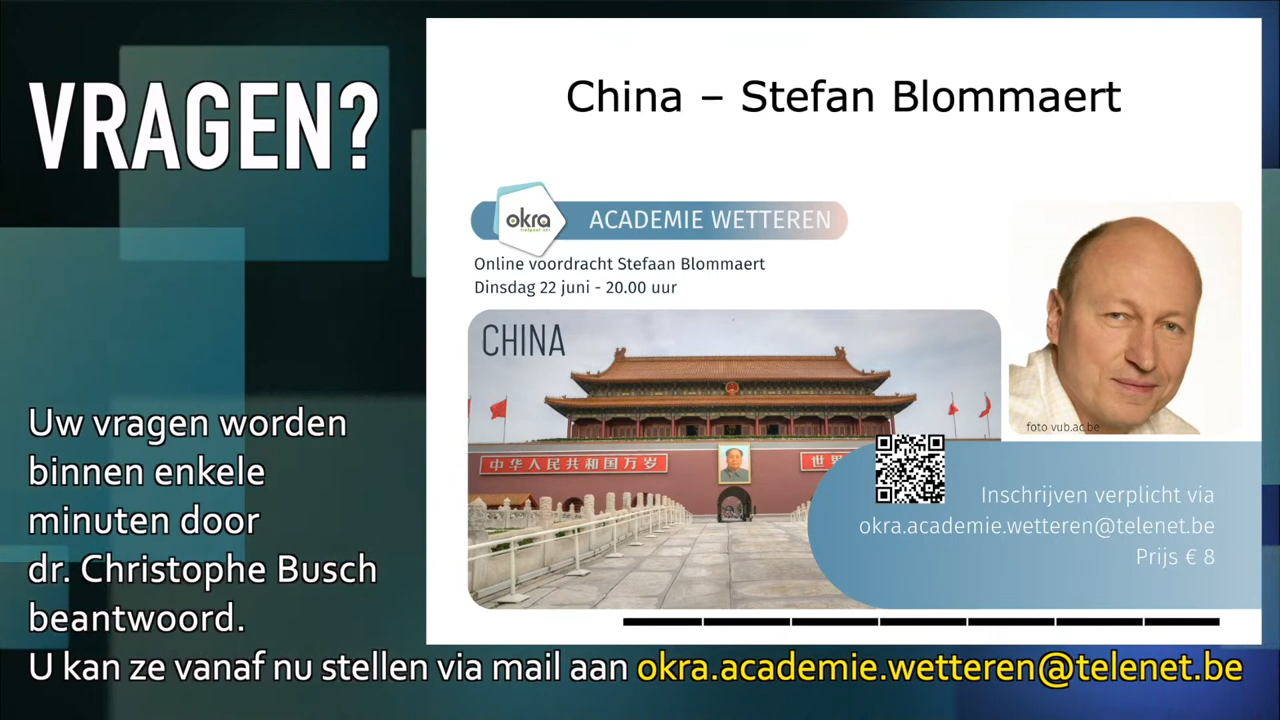 VRAGEN?
Uw vragen worden
binnen enkele
minuten door
dr. Christophe Busch
beantwoord.
U kan ze vanaf nu stellen via mail aan okra.academie.wetteren@telenet.be
China – Stefan Blommaert
okra
trefpunt 55+
ACADEMIE WETTEREN
Online voordracht Stefaan Blommaert
Dinsdag 22 juni - 20.00 uur
CHINA
中华人民共和国万岁
世界
foto vub.ac.be
Inschrijven verplicht via
okra.academie.wetteren@telenet.be
Prijs € 8